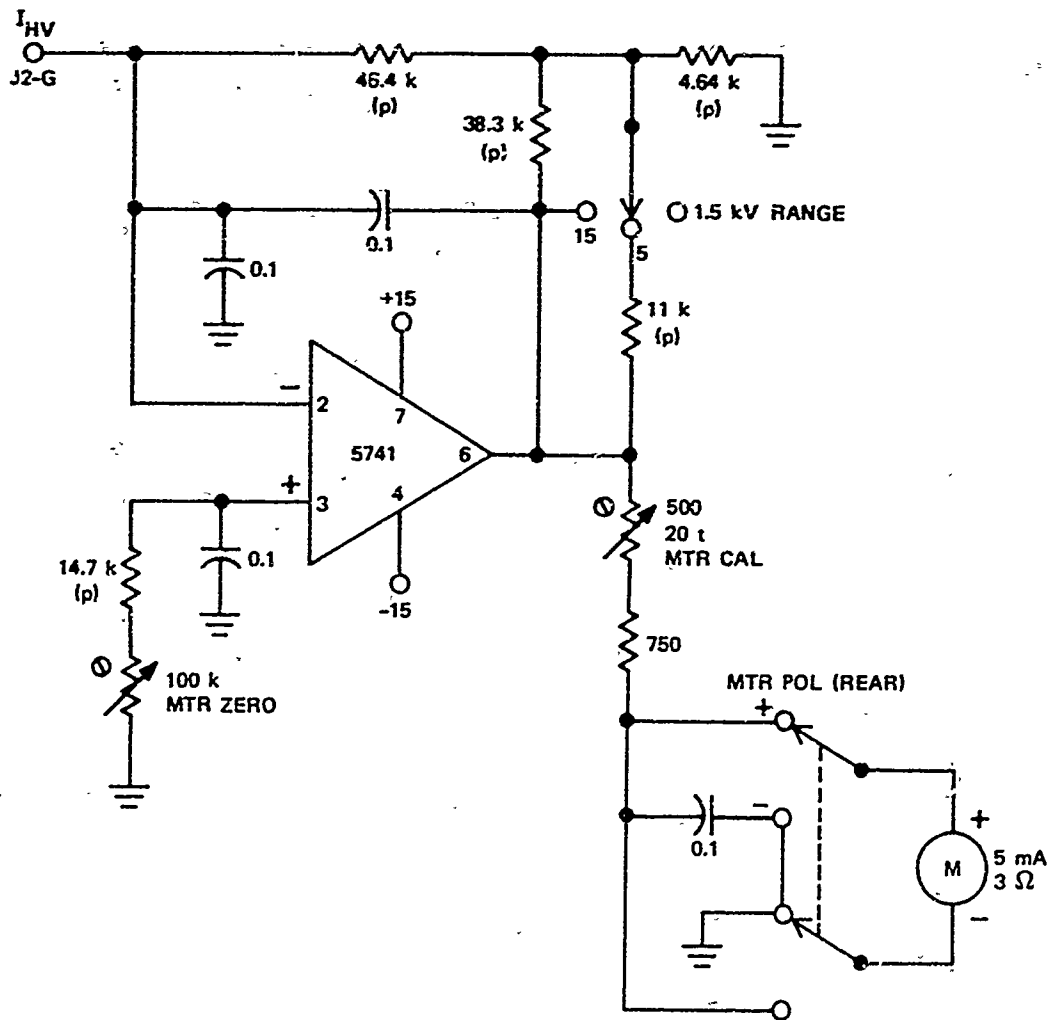 I HV
J2-G
46.4 k
(p)
4.64 k
(p)
38.3 k
(p)
0.1
15
1.5 kV RANGE
5
0.1
+15
11 k
(p)
−
2
7
5741
6
+
3
4
0.1
-15
14.7 k
(p)
500
20 t
MTR CAL
100 k
MTR ZERO
750
MTR POL (REAR)
+
−
0.1
+
M
5 mA
3 Ω
−